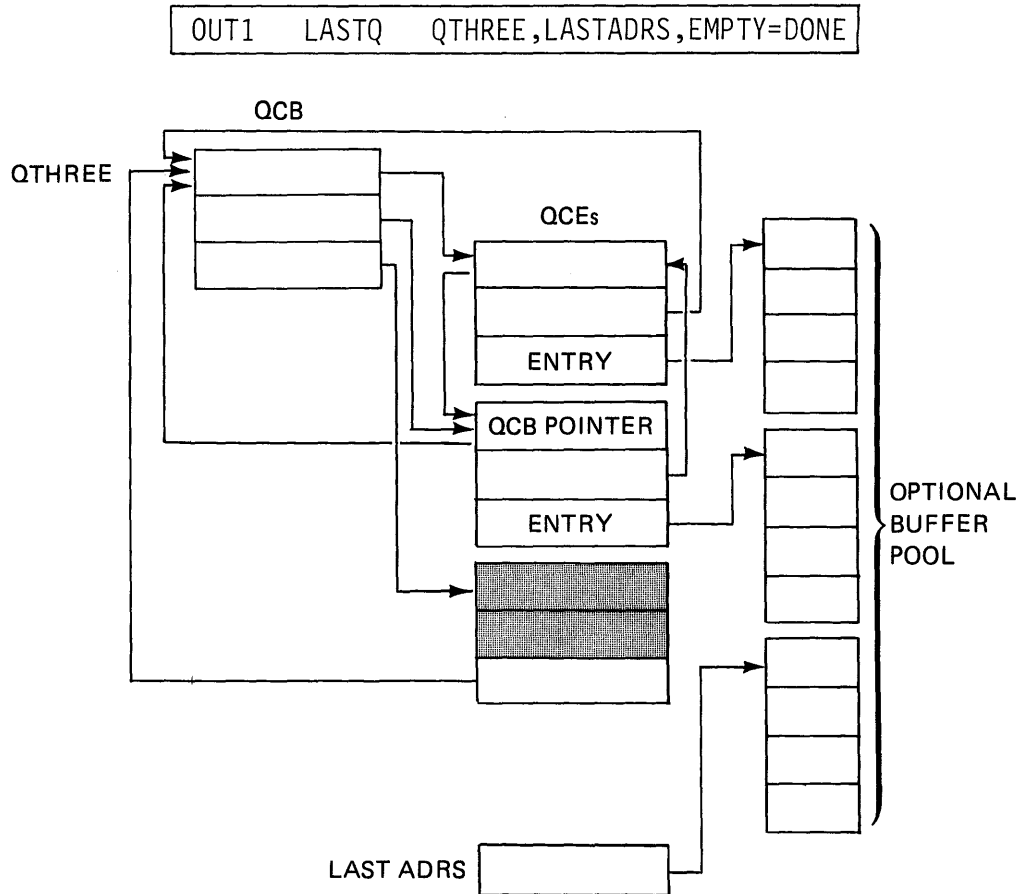 OUT1 LASTQ QTHREE,LASTADRS,EMPTY=DONE
QCB
QTHREE
QCEs
ENTRY
QCB POINTER
ENTRY
OPTIONAL
BUFFER
POOL
LAST ADRS